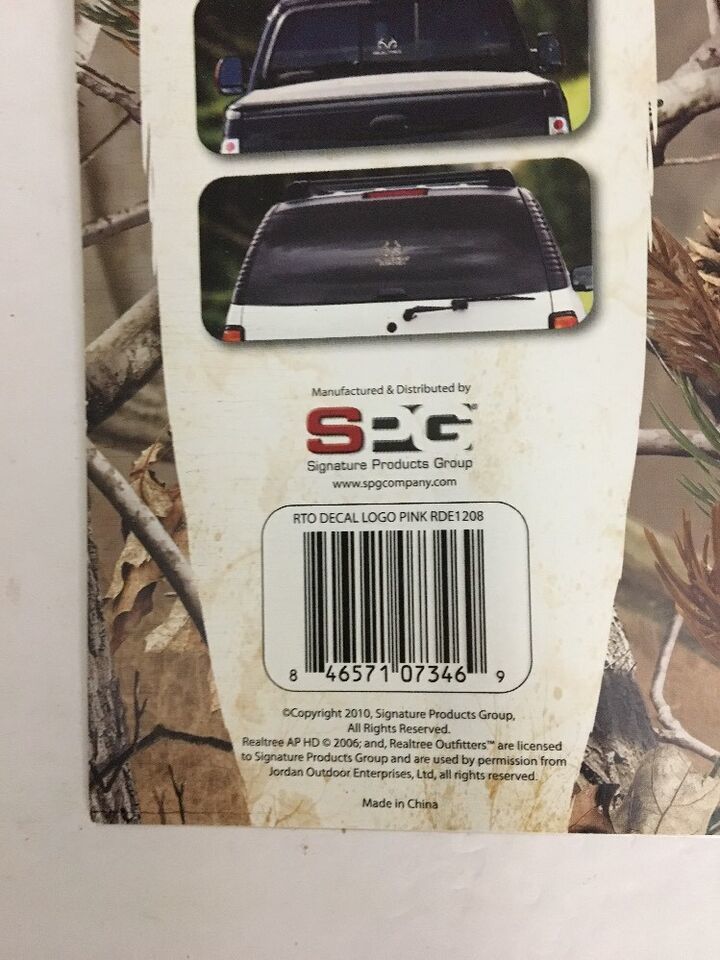 Manufactured & Distributed by
SPG
Signature Products Group
www.spgcompany.com
RTO DECAL LOGO PINK RDE1208
8 46571 07346 9
©Copyright 2010, Signature Products Group,
All Rights Reserved.
Realtree AP HD © 2006; and, Realtree Outfitters™ are licensed
to Signature Products Group and are used by permission from
Jordan Outdoor Enterprises, Ltd, all rights reserved.
Made in China